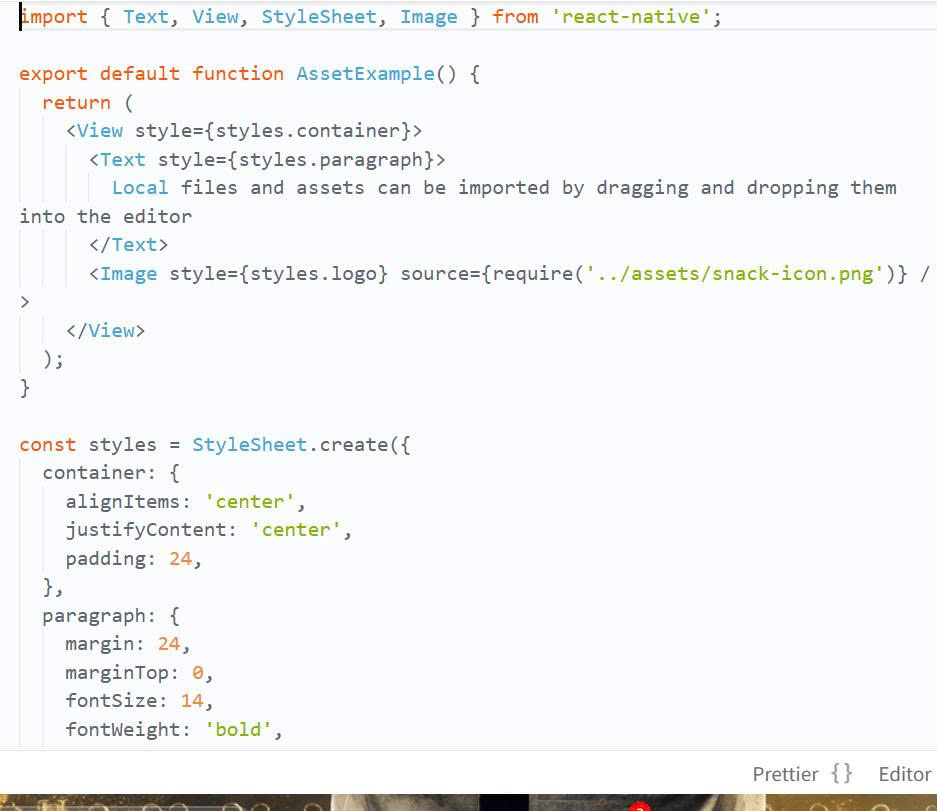 import { Text, View, StyleSheet, Image } from 'react-native';

export default function AssetExample() {
  return (
    <View style={styles.container}>
      <Text style={styles.paragraph}>
        Local files and assets can be imported by dragging and dropping them
into the editor
      </Text>
      <Image style={styles.logo} source={require('../assets/snack-icon.png')} /
>
    </View>
  );
}

const styles = StyleSheet.create({
  container: {
    alignItems: 'center',
    justifyContent: 'center',
    padding: 24,
  },
  paragraph: {
    margin: 24,
    marginTop: 0,
    fontSize: 14,
    fontWeight: 'bold',
Prettier {} Editor